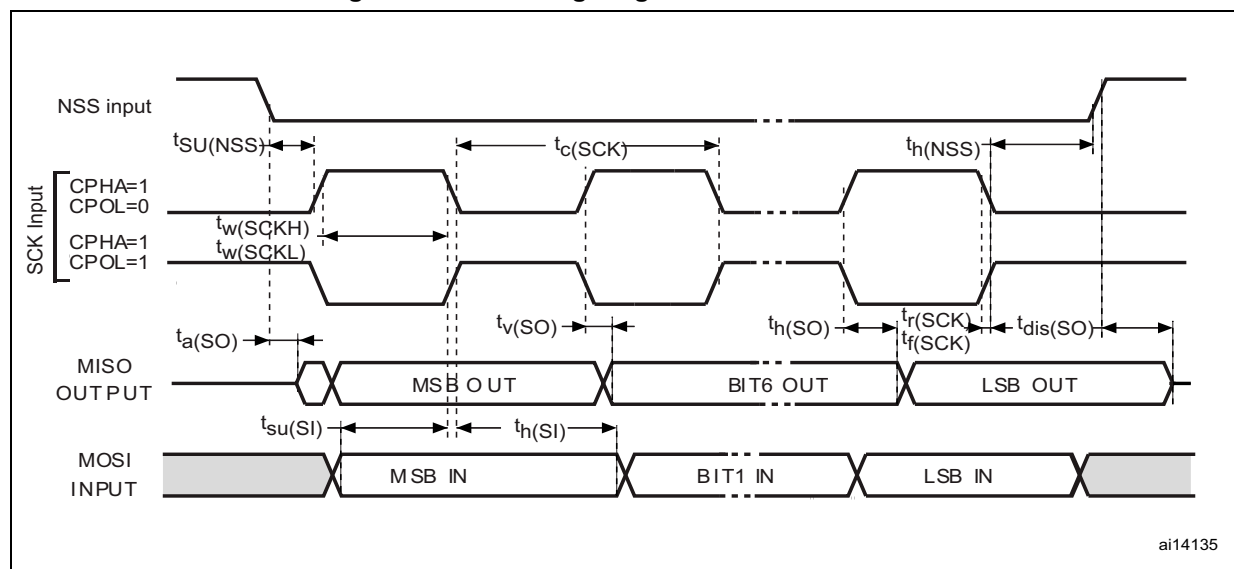 NSS input
tSU(NSS)
tc(SCK)
th(NSS)
SCK Input
CPHA=1
CPOL=0
tw(SCKH)
CPHA=1
tw(SCKL)
CPOL=1
ta(SO)
tv(SO)
th(SO)
tr(SCK)
tf(SCK)
tdis(SO)
MISO
OUTPUT
MSB OUT
BIT6 OUT
LSB OUT
tsu(SI)
th(SI)
MOSI
INPUT
MSB IN
BIT1 IN
LSB IN
ai14135